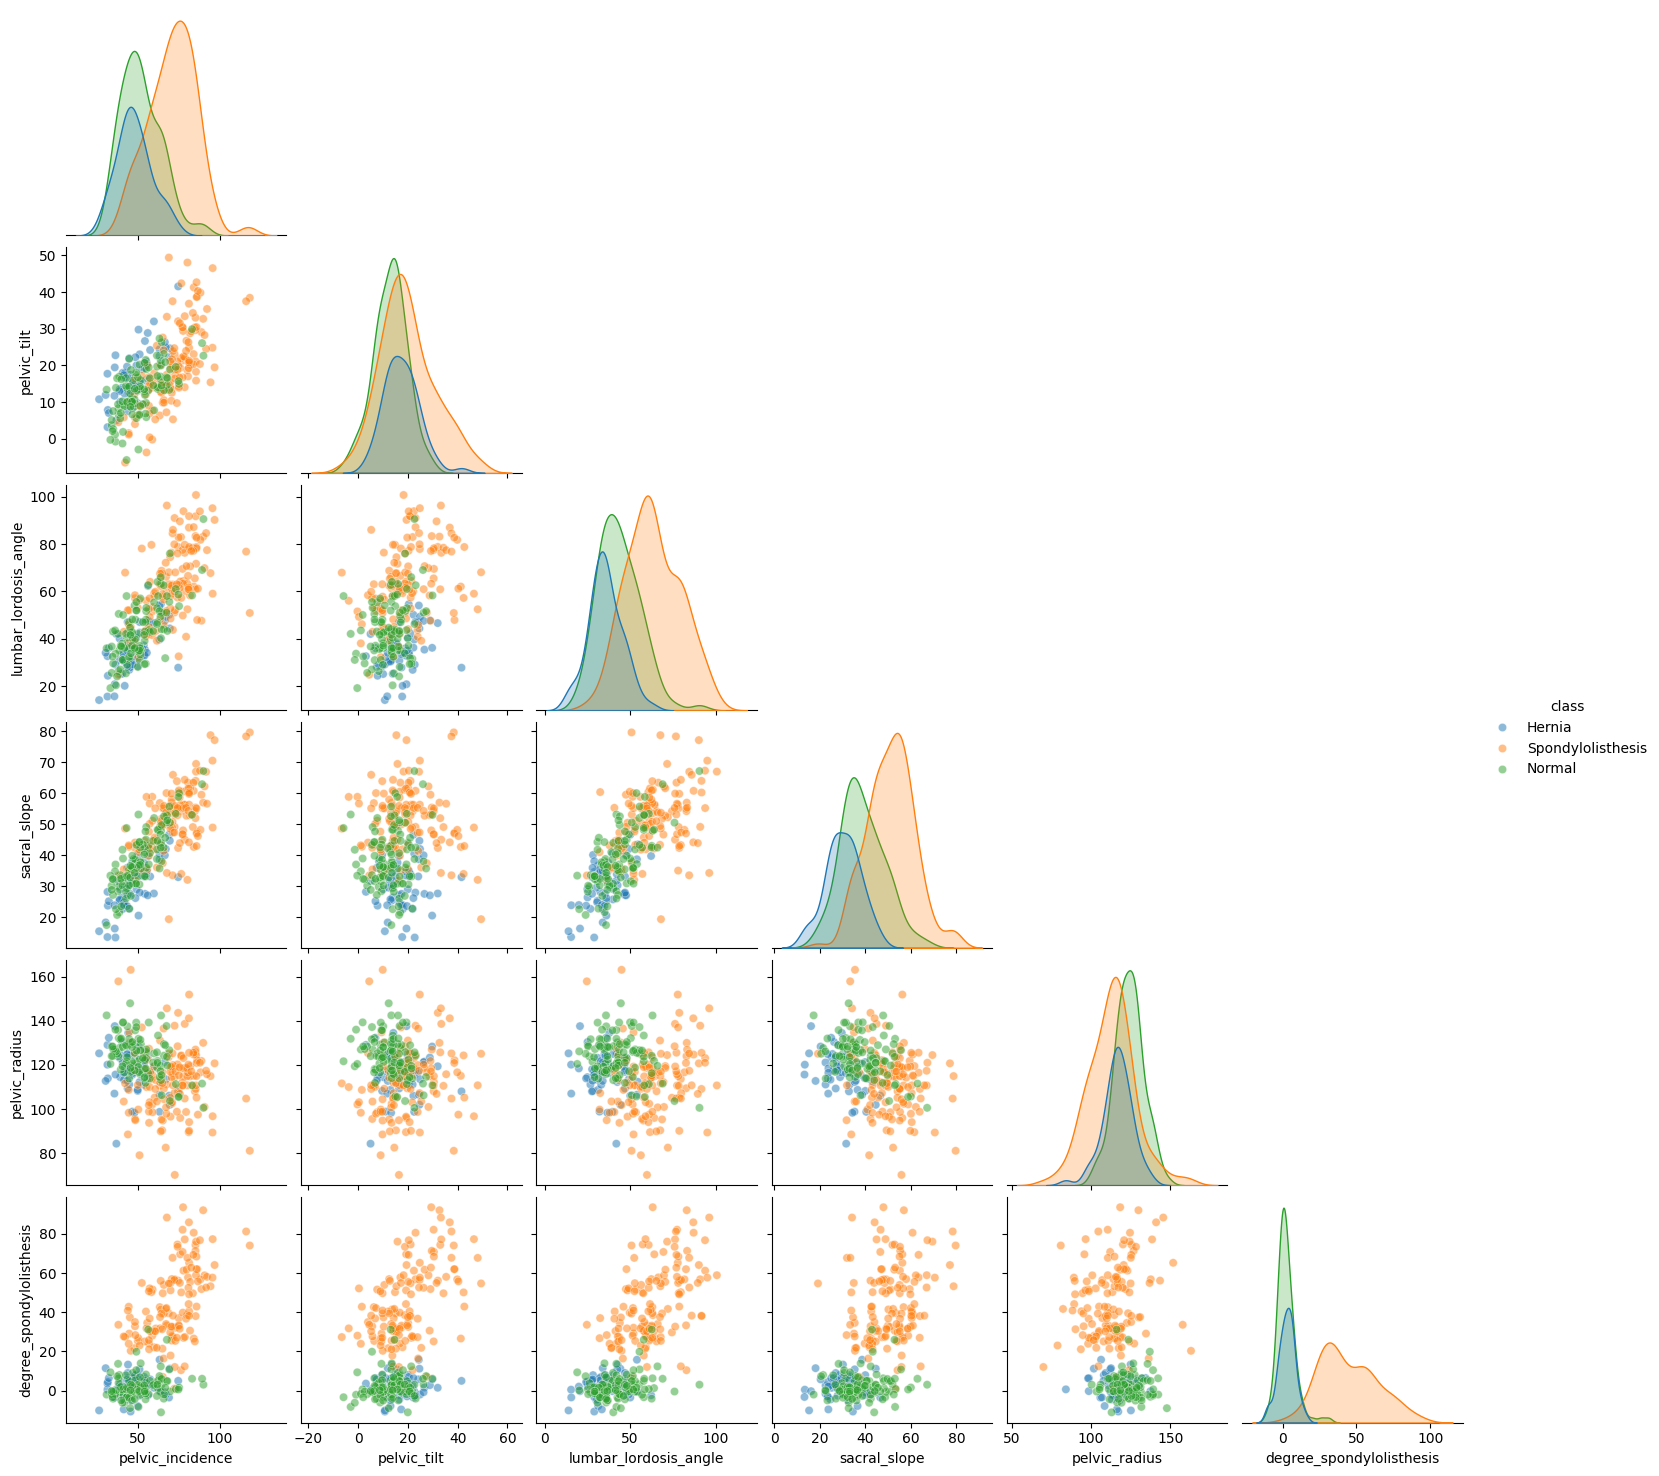 50
40
30
20
10
0
pelvic_tilt
100
80
60
40
20
lumbar_lordosis_angle
class
Hernia
Spondylolisthesis
Normal
80
70
60
50
40
30
20
sacral_slope
160
140
120
100
80
pelvic_radius
80
60
40
20
0
degree_spondylolisthesis
50 100
−20 0 20 40 60
0 50 100
0 20 40 60 80
50 100 150
0 50 100
pelvic_incidence
pelvic_tilt
lumbar_lordosis_angle
sacral_slope
pelvic_radius
degree_spondylolisthesis